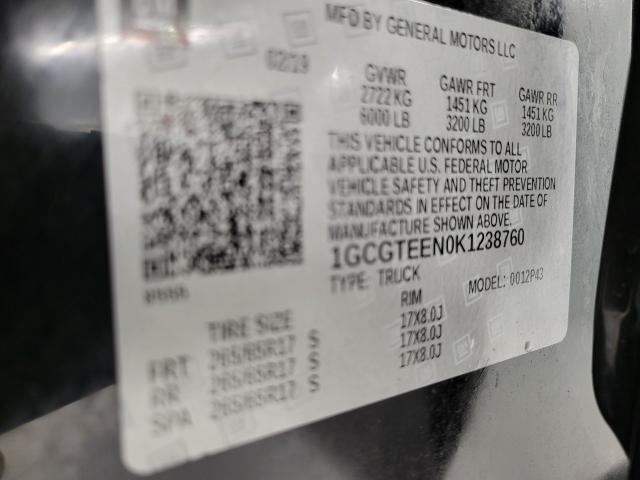 MFD BY GENERAL MOTORS LLC
02/19
GVWR GAWR FRT GAWR RR
2722 KG 1451 KG 1451 KG
6000 LB 3200 LB 3200 LB
THIS VEHICLE CONFORMS TO ALL
APPLICABLE U.S. FEDERAL MOTOR
VEHICLE SAFETY AND THEFT PREVENTION
STANDARDS IN EFFECT ON THE DATE OF
MANUFACTURE SHOWN ABOVE.
1GCGTEEN0K1238760
TYPE: TRUCK MODEL: 0012P43
TIRE SIZE RIM
FRT 265/65R17 S 17X8.0J
RR 265/65R17 S 17X8.0J
SPA 265/65R17 S 17X8.0J